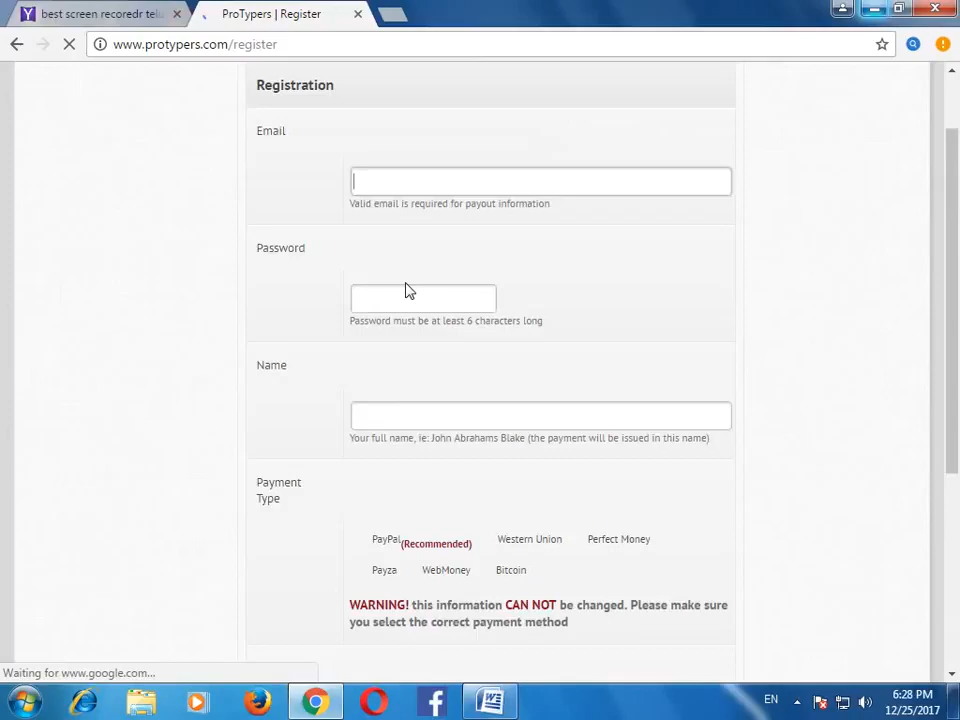 best screen recoredr
ProTypers | Register
www.protypers.com/register
Registration
Email
Valid email is required for payout information
Password
Password must be at least 6 characters long
Name
Your full name, ie: John Abrahams Blake (the payment will be issued in this name)
Payment
Type
PayPal (Recommended) Western Union Perfect Money
Payza WebMoney Bitcoin
WARNING! this information CAN NOT be changed. Please make sure
you select the correct payment method
Waiting for www.google.com...
EN
6:28 PM
12/25/2017